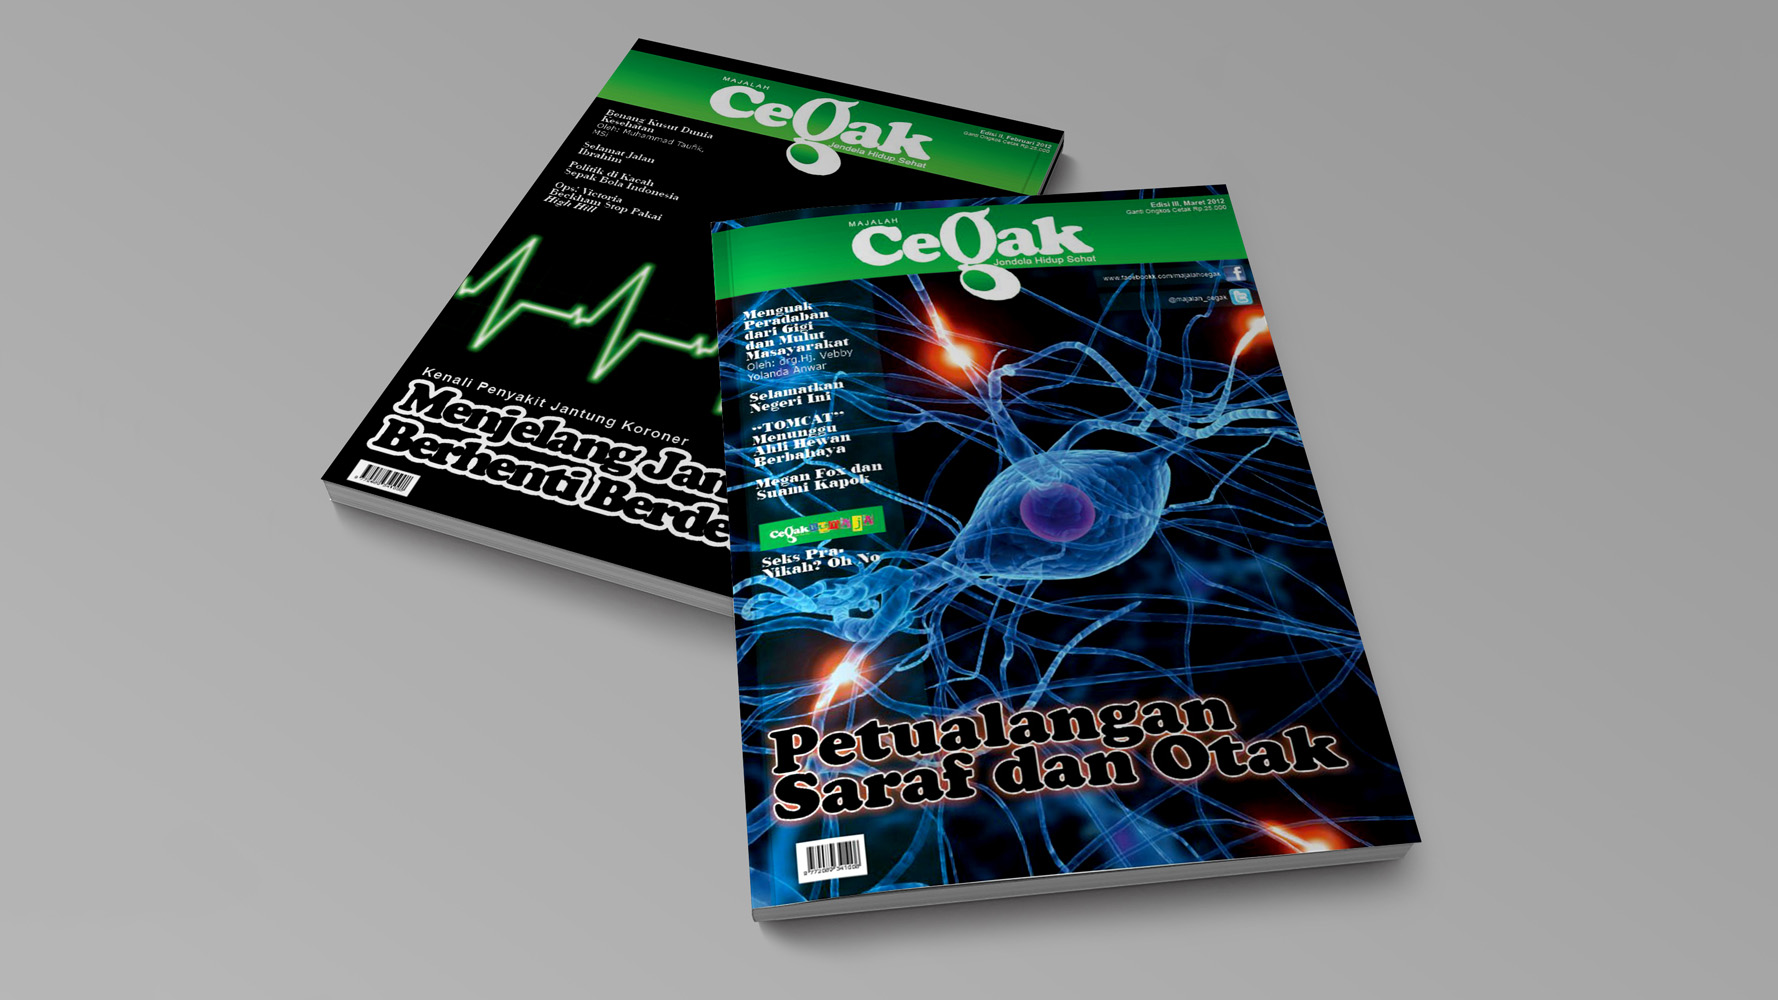 MAJALAH
Cegak
Jendela Hidup Sehat
Edisi II, Februari 2012
Ganti Ongkos Cetak Rp.25.000
Benang Kusut Dunia
Kesehatan
Oleh: Muhammad Taufik,
MSi
Selamat Jalan
Ibrahim
Politik di Kacah
Sepak Bola Indonesia
Ops: Victoria
Beckham Stop Pakai
High Hill
Kenali Penyakit Jantung Koroner
Menjelang Jan
Berhenti Berde
MAJALAH
Cegak
Jendela Hidup Sehat
Edisi III, Maret 2012
Ganti Ongkos Cetak Rp.25.000
www.facebookk.com/majalahcegak
@majalah_cegak
Menguak
Peradaban
dari Gigi
dan Mulut
Masayarakat
Oleh: drg.Hj. Vebby
Yolanda Anwar
Selamatkan
Negeri Ini
"TOMCAT"
Menunggu
Ahli Hewan
Berbahaya
Megan Fox dan
Suami Kapok
Cegak
Seks Pra-
Nikah? Oh No
Petualangan
Saraf dan Otak